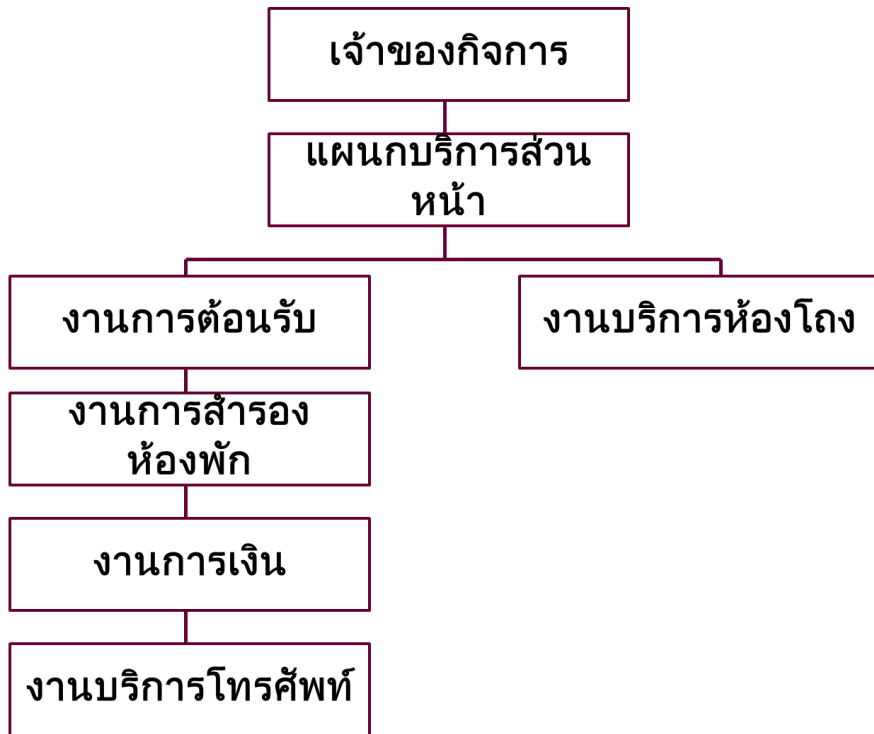 เจ้าของกิจการ
แผนกบริการส่วน
หน้า
งานการต้อนรับ
งานบริการห้องโถง
งานการสำรอง
ห้องพัก
งานการเงิน
งานบริการโทรศัพท์